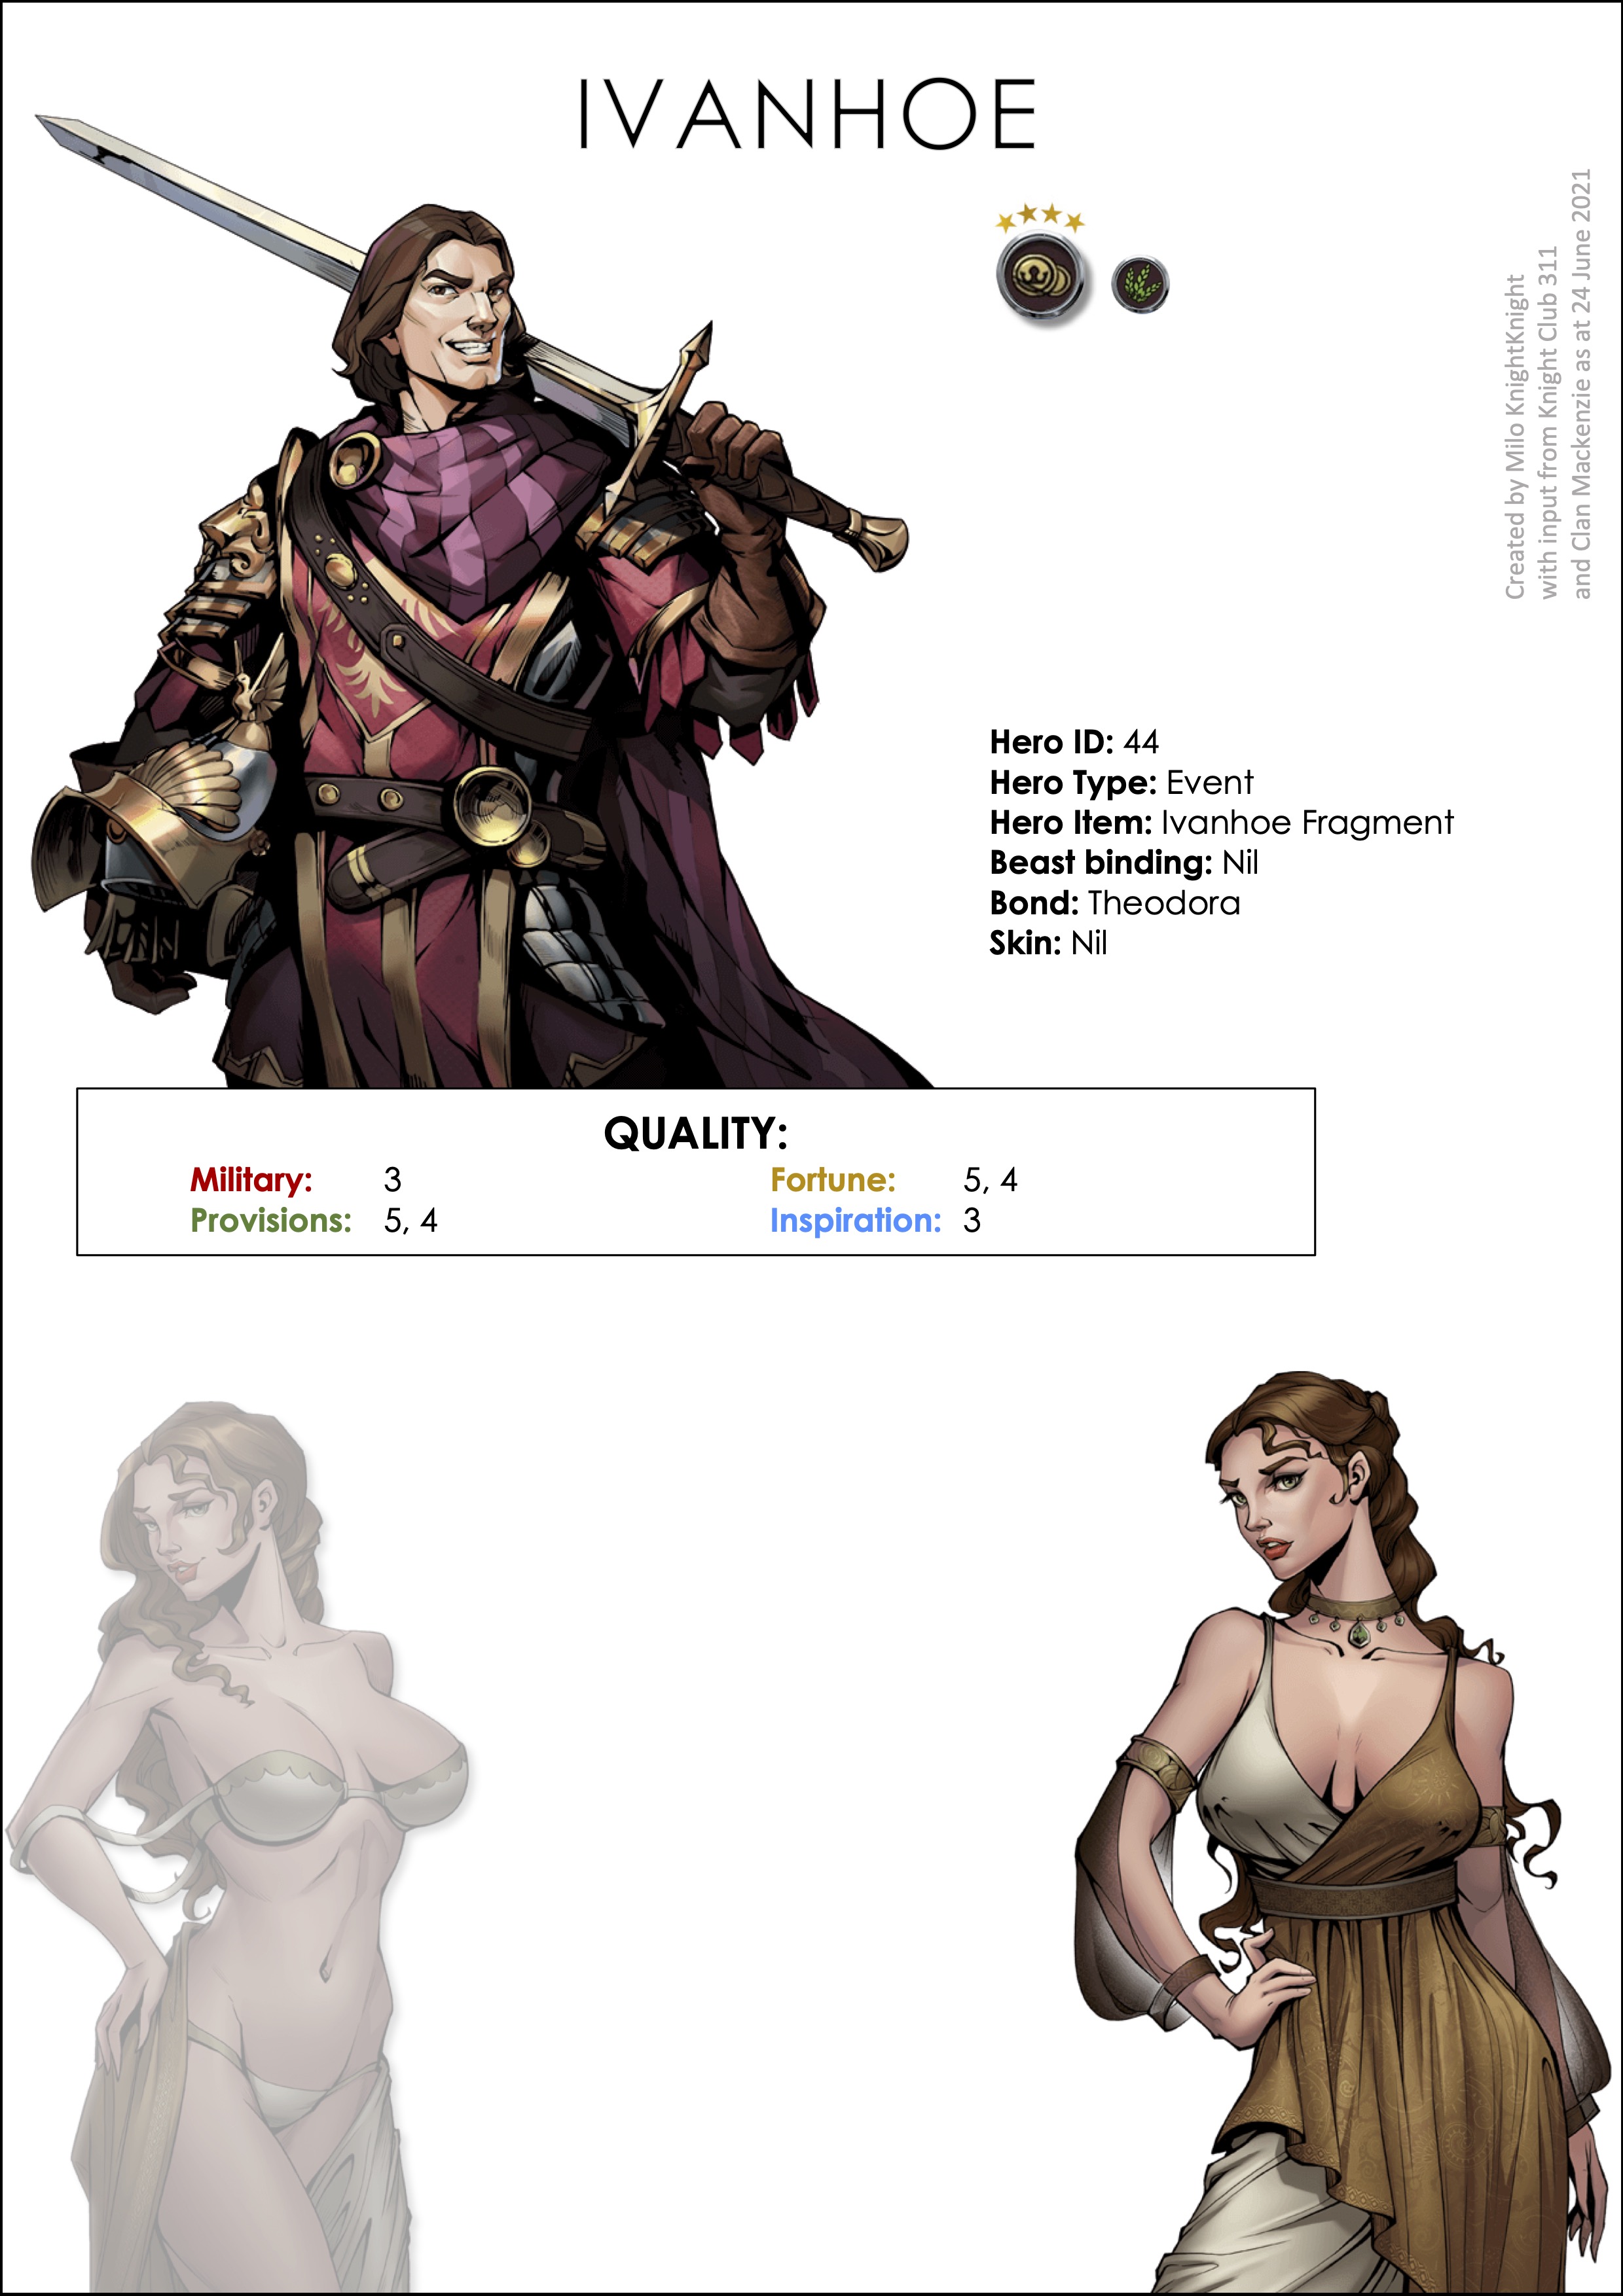 IVANHOE
Created by Milo KnightKnight
with input from Knight Club 311
and Clan Mackenzie as at 24 June 2021
Hero ID: 44
Hero Type: Event
Hero Item: Ivanhoe Fragment
Beast binding: Nil
Bond: Theodora
Skin: Nil
QUALITY:
Military: 3 Fortune: 5, 4
Provisions: 5, 4 Inspiration: 3